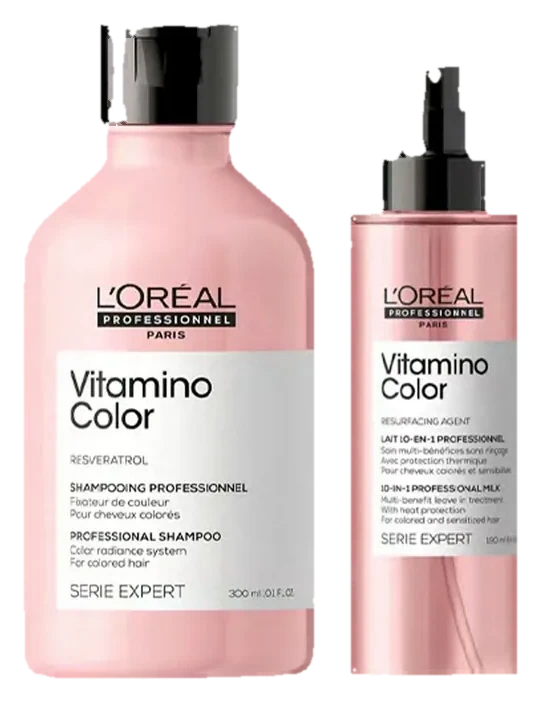 L'ORÉAL
PROFESSIONNEL
PARIS
Vitamino
Color
RESVERATROL
SHAMPOOING PROFESSIONNEL
Fixateur de couleur
Pour cheveux colorés
PROFESSIONAL SHAMPOO
Color radiance system
For colored hair
SERIE EXPERT
300 ml
L'ORÉAL
PROFESSIONNEL
PARIS
Vitamino
Color
RESURFACING AGENT
LAIT 10-EN-1 PROFESSIONNEL
Soin multi-bénéfices sans rinçage
Avec protection thermique
Pour cheveux colorés et sensibilisés
10-IN-1 PROFESSIONAL MILK
Multi-benefit leave in treatment
With heat protection
For colored and sensitized hair
SERIE EXPERT
190 ml